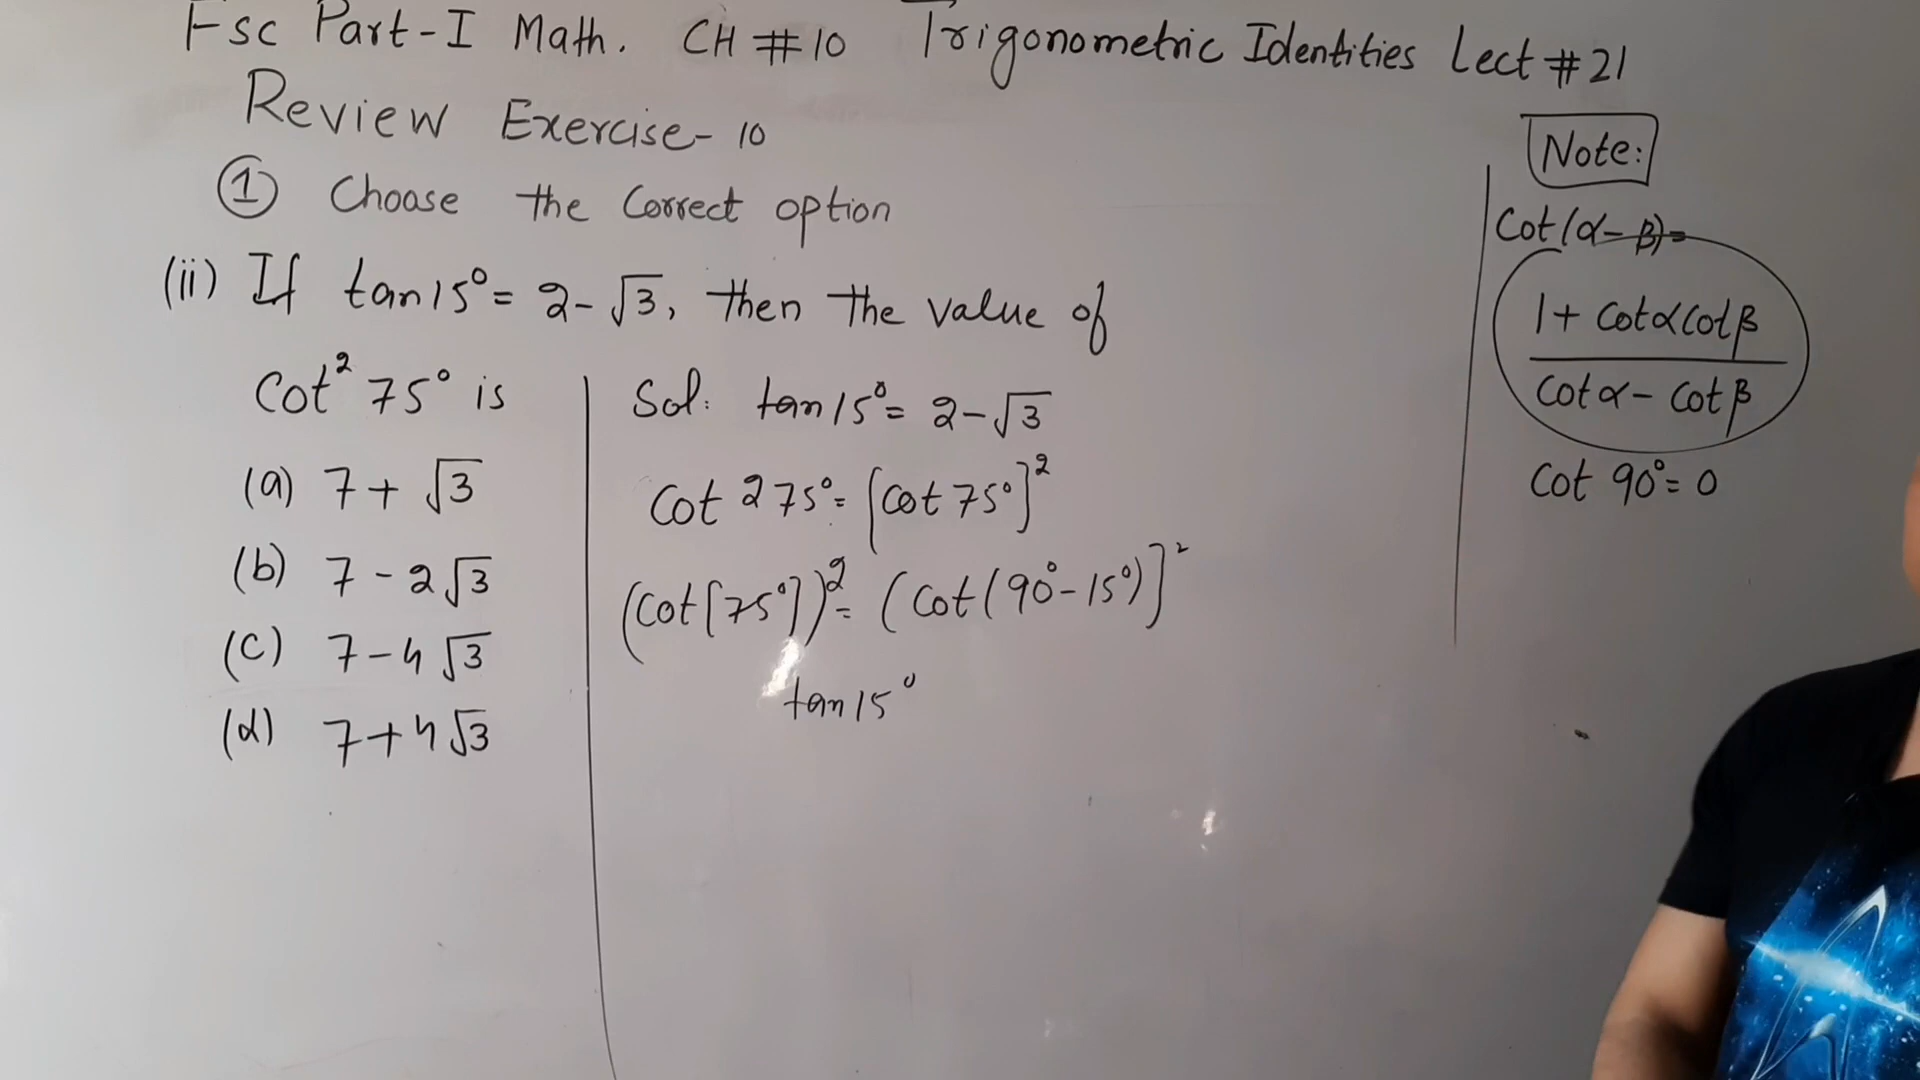 Fsc Part-I Math. CH #10 Trigonometric Identities Lect #21
Review Exercise-10
① Choose the Correct option
(ii) If tan15°= 2-√3, then the value of
Cot² 75° is
(a) 7+ √3
(b) 7-2√3
(c) 7-4√3
(d) 7+4√3
Sol: tan15°= 2-√3
Cot 2 75°= [cot 75°]²
(Cot[75°])²= (Cot(90°-15°)]²
tan15°
Note:
Cot(α-β)=
1+ Cotα Cotβ
Cotα - Cotβ
Cot 90°= 0